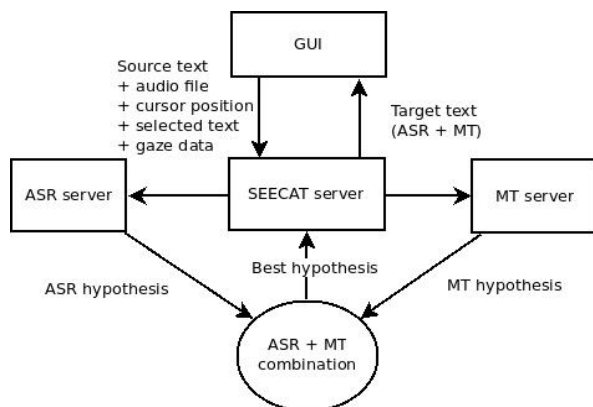 GUI
Source text
+ audio file
+ cursor position
+ selected text
+ gaze data
Target text
(ASR + MT)
ASR server
SEECAT server
MT server
Best hypothesis
ASR hypothesis
MT hypothesis
ASR + MT
combination